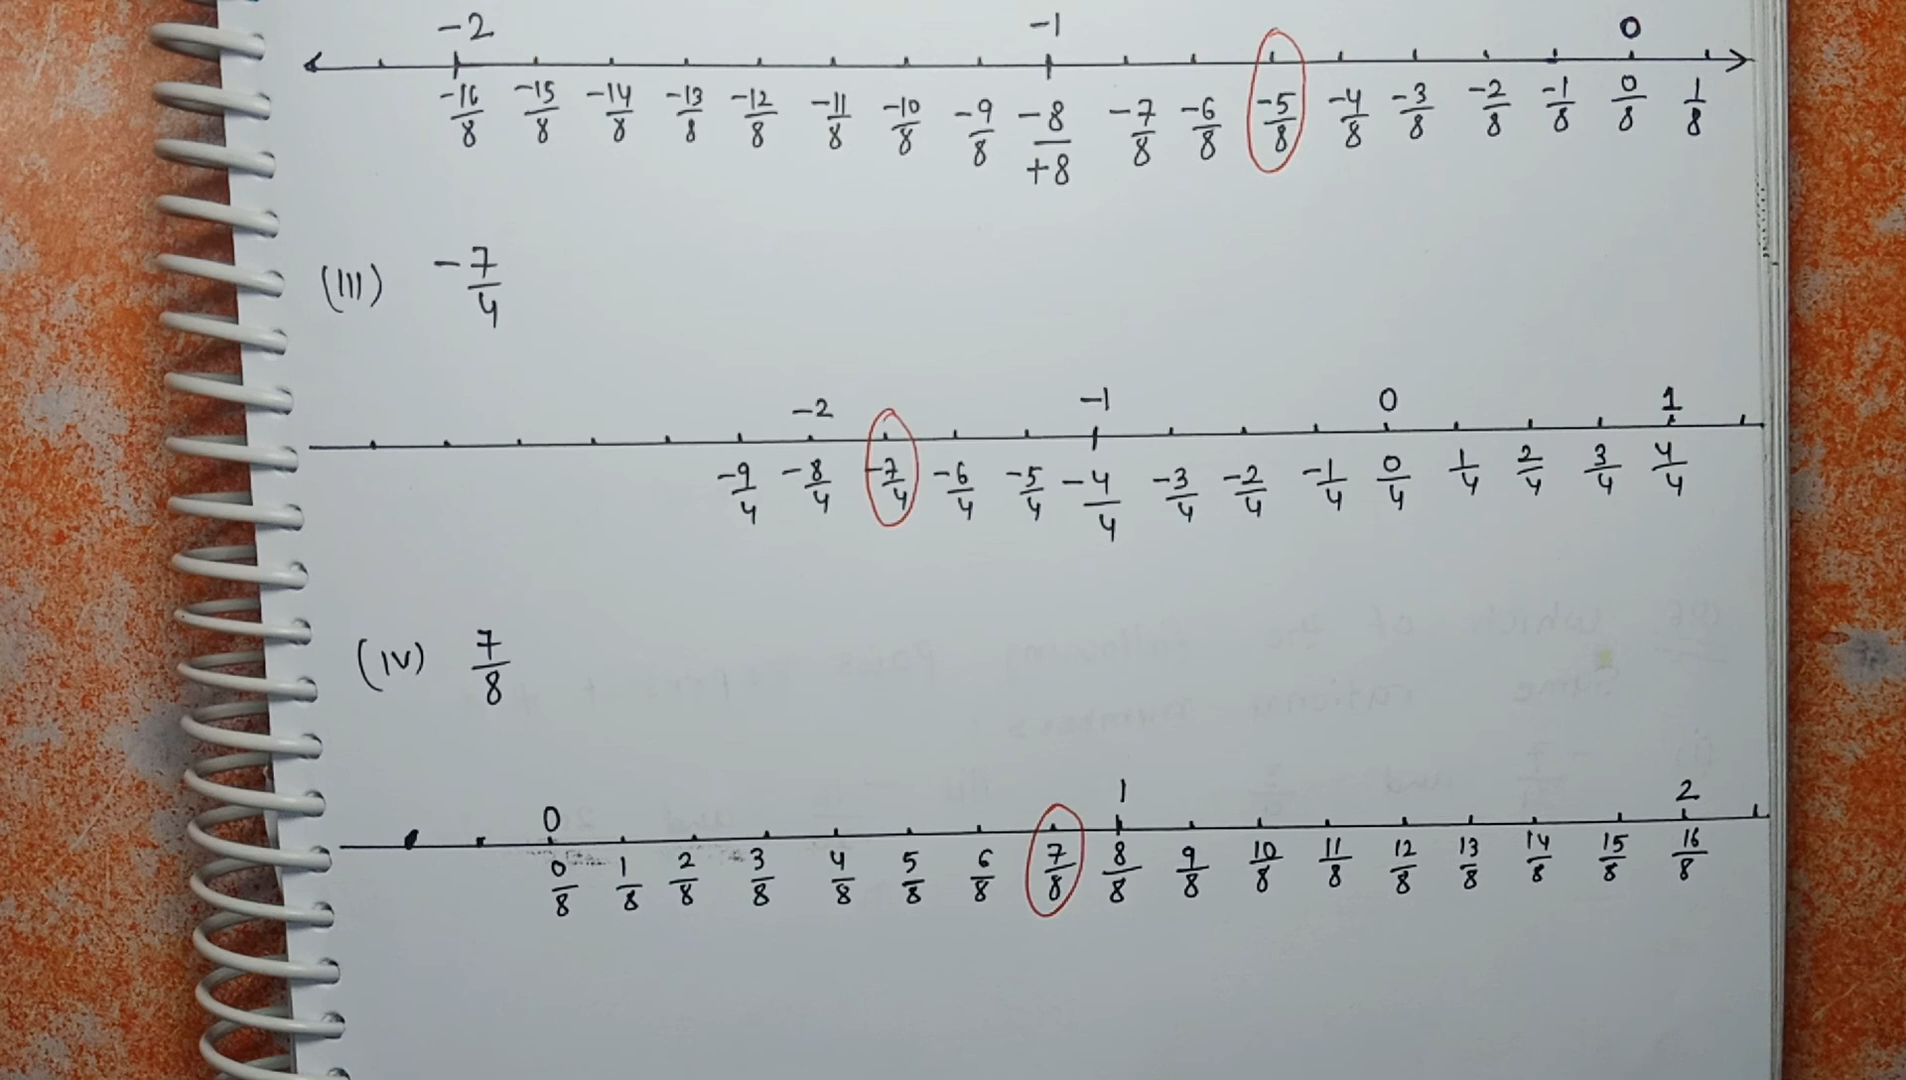 -2 -1 0
-16/8 -15/8 -14/8 -13/8 -12/8 -11/8 -10/8 -9/8 -8/+8 -7/8 -6/8 -5/8 -4/8 -3/8 -2/8 -1/8 0/8 1/8
(III) -7/4
-2 -1 0 1
-9/4 -8/4 -7/4 -6/4 -5/4 -4/4 -3/4 -2/4 -1/4 0/4 1/4 2/4 3/4 4/4
(IV) 7/8
0 1 2
0/8 1/8 2/8 3/8 4/8 5/8 6/8 7/8 8/8 9/8 10/8 11/8 12/8 13/8 14/8 15/8 16/8